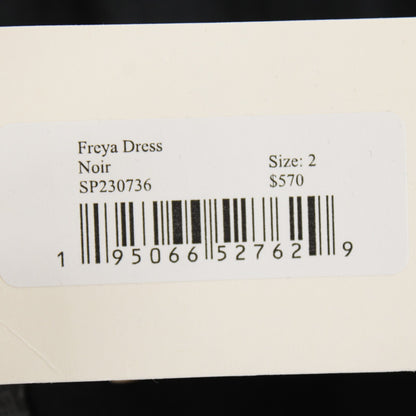 Freya Dress
Noir
Size: 2
SP230736
$570
1 95066 52762 9